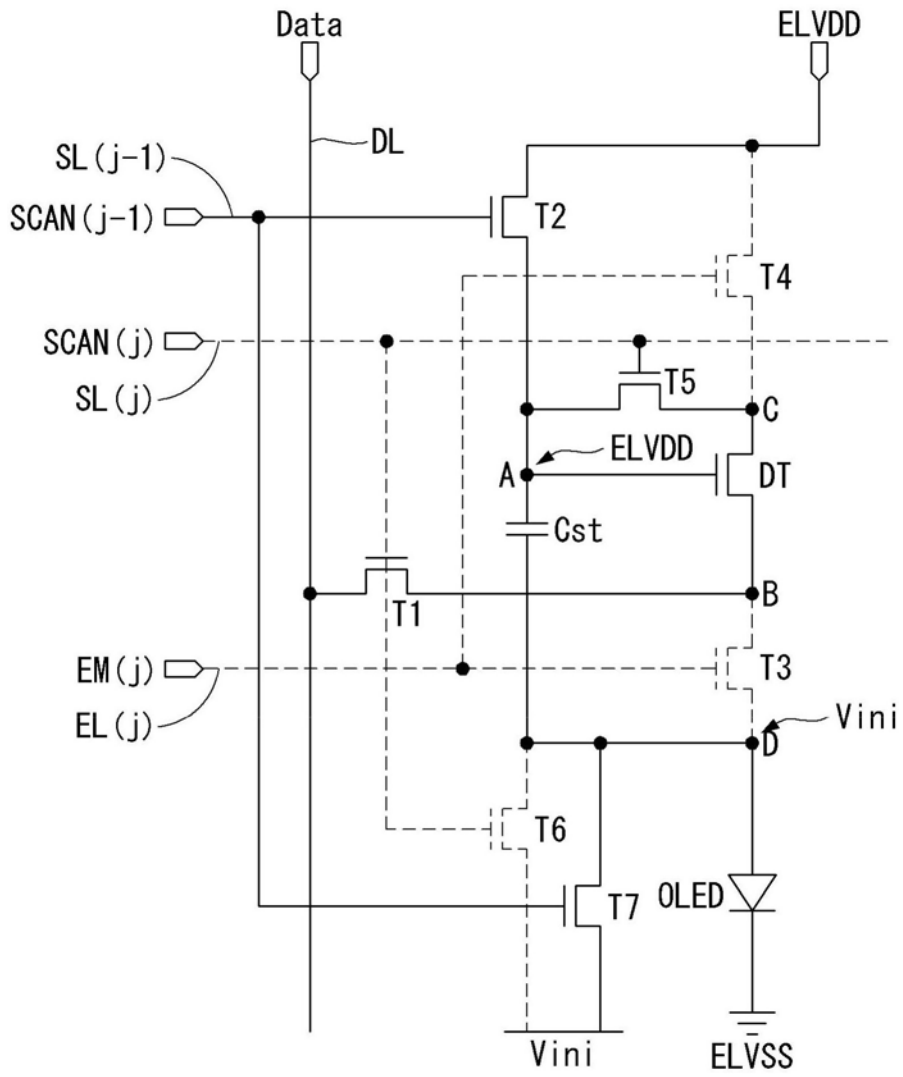 Data
ELVDD
DL
SL(j-1)
SCAN(j-1)
T2
T4
SCAN(j)
SL(j)
T5
C
ELVDD
A
DT
Cst
T1
B
EM(j)
EL(j)
T3
Vini
D
T6
T7
OLED
Vini
ELVSS